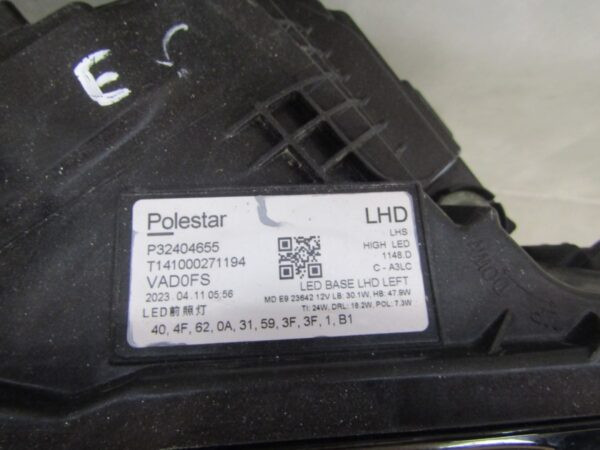 E
Polestar
LHD
P32404655
LHS
T141000271194
HIGH LED
VAD0FS
1148.D
2023 04.11 05:56
C - A3LC
LED BASE LHD LEFT
LED前照灯
MD E9 23642 12V LB: 30.1W, HB: 47.9W
TI: 24W, DRL: 18.2W, POL: 7.3W
40, 4F, 62, 0A, 31, 59, 3F, 3F, 1, B1